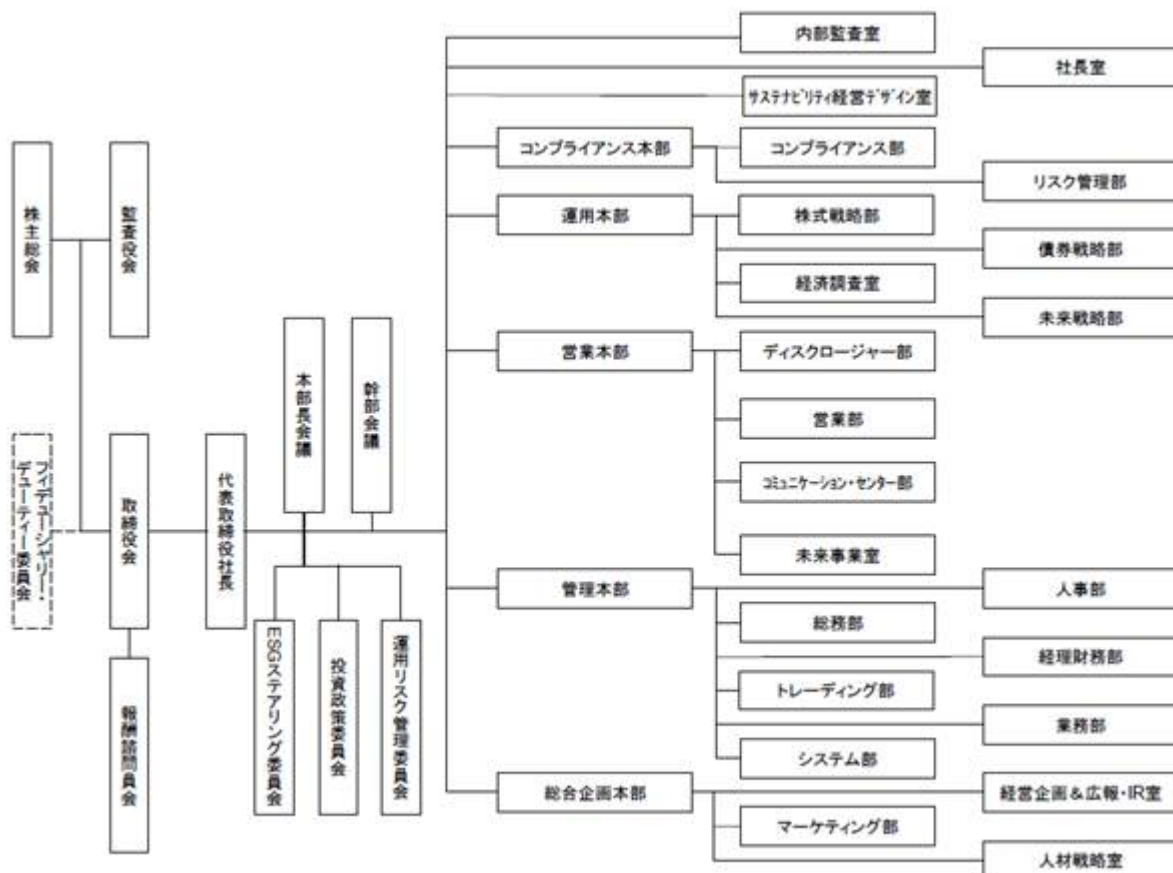 内部監査室
社長室
サステナビリティ経営デザイン室
コンプライアンス本部
コンプライアンス部
リスク管理部
運用本部
株式戦略部
債券戦略部
経済調査室
未来戦略部
株主総会
監査役会
営業本部
ディスクロージャー部
営業部
コミュニケーション・センター部
未来事業室
本部長会議
幹部会議
フィデューシャリー・
デューティー委員会
取締役会
代表取締役社長
管理本部
人事部
総務部
経理財務部
トレーディング部
業務部
システム部
報酬諮問員会
ESGステアリング委員会
投資政策委員会
運用リスク管理委員会
総合企画本部
経営企画&広報・IR室
マーケティング部
人材戦略室